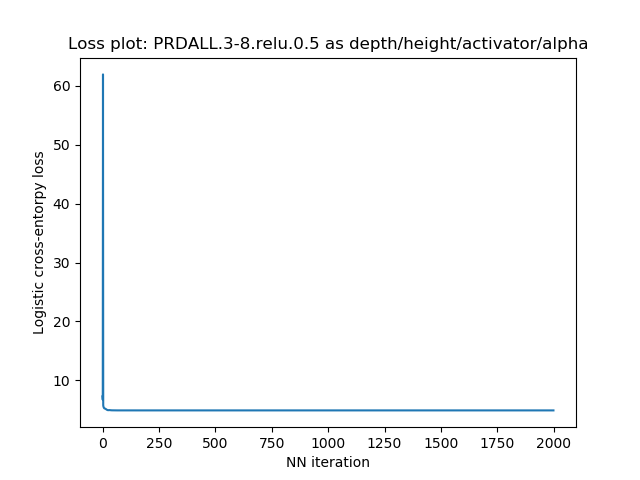 Loss plot: PRDALL.3-8.relu.0.5 as depth/height/activator/alpha
60
50
40
30
20
10
Logistic cross-entorpy loss
0 250 500 750 1000 1250 1500 1750 2000
NN iteration